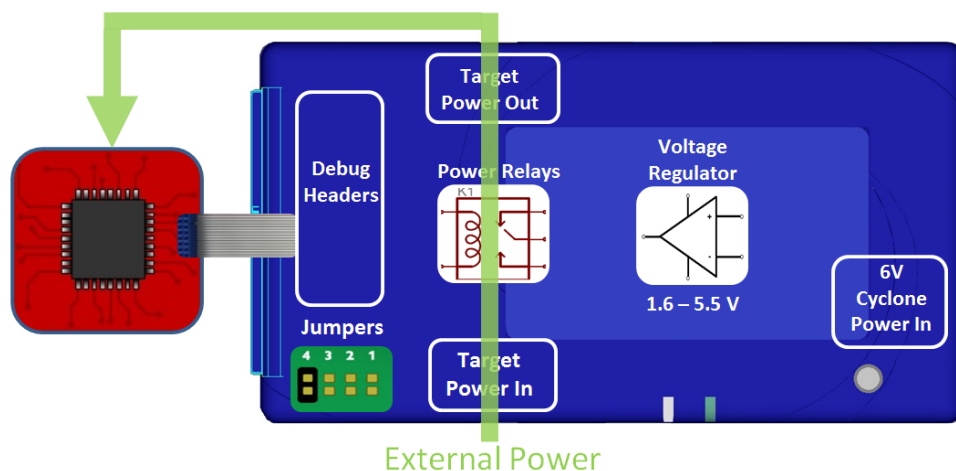 Target
Power Out
Debug
Headers
Power Relays
K1
Voltage
Regulator
1.6 – 5.5 V
6V
Cyclone
Power In
Jumpers
4 3 2 1
Target
Power In
External Power